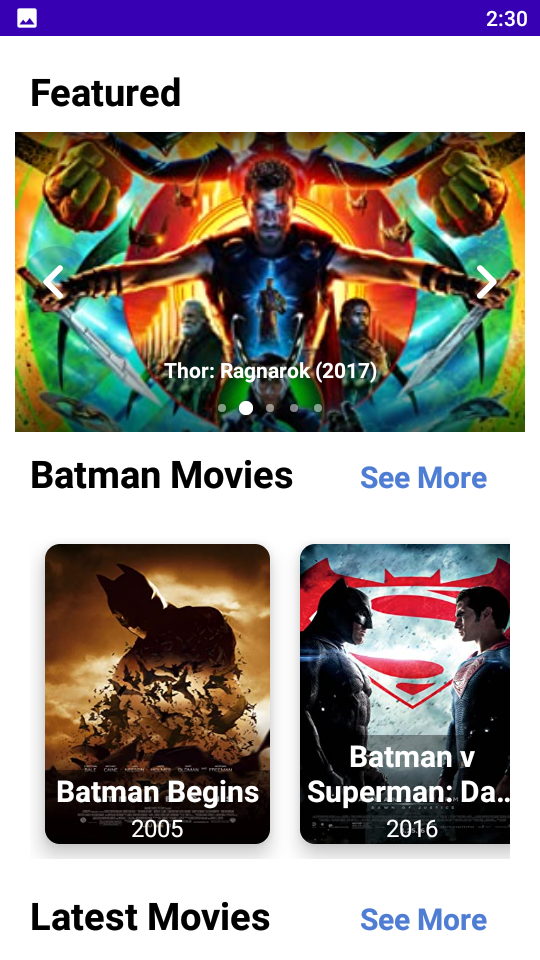 2:30
Featured
Thor: Ragnarok (2017)
Batman Movies See More
Batman Begins
2005
Batman v
Superman: Da...
2016
Latest Movies See More